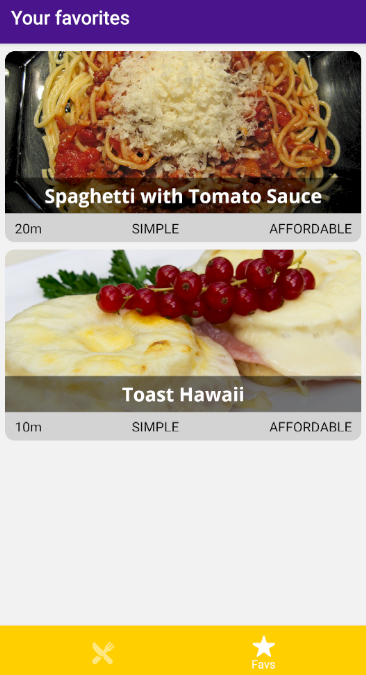 Your favorites
Spaghetti with Tomato Sauce
20m SIMPLE AFFORDABLE
Toast Hawaii
10m SIMPLE AFFORDABLE
Favs